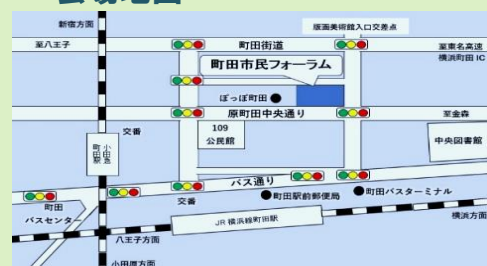 会場地図
新宿方面
版画美術館入口交差点
至八王子
町田街道
至東名高速
横浜町田 IC
町田市民フォーラム
ぽっぽ町田
原町田中央通り
至金森
交番
109
公民館
中央図書館
小田急
町田駅
バス通り
交番
町田駅前郵便局
町田バスターミナル
町田
バスセンター
JR 横浜線町田駅
横浜方面
八王子方面
小田原方面